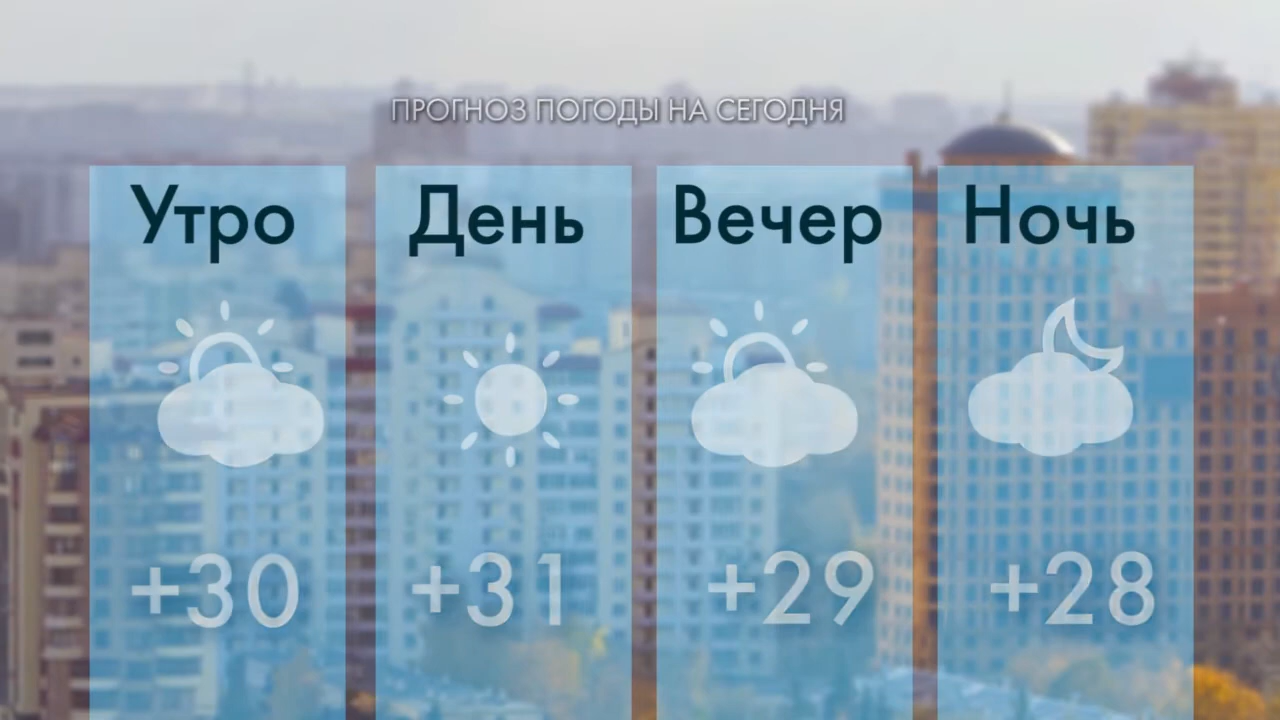 ПРОГНОЗ ПОГОДЫ НА СЕГОДНЯ
Утро День Вечер Ночь
+30 +31 +29 +28